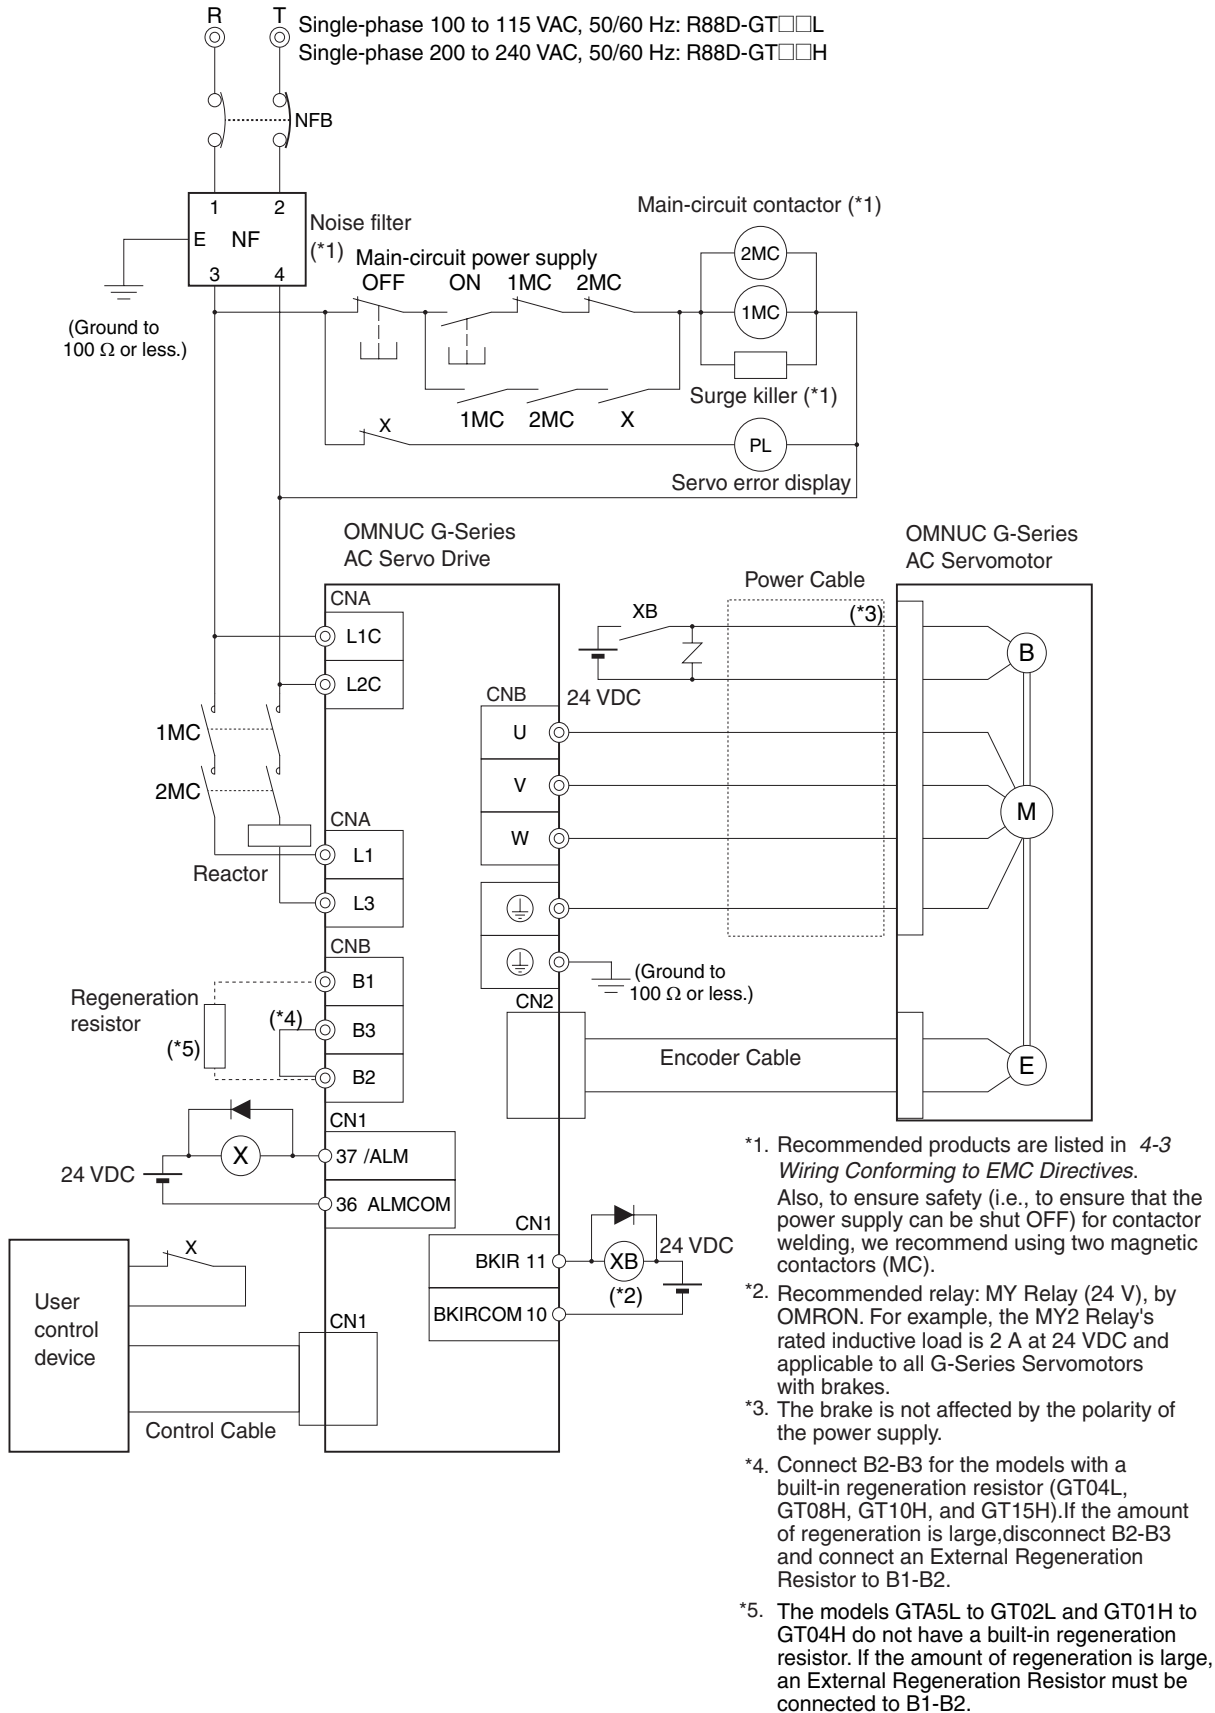 R
T
Single-phase 100 to 115 VAC, 50/60 Hz: R88D-GT□□L
Single-phase 200 to 240 VAC, 50/60 Hz: R88D-GT□□H
NFB
1
2
E
NF
3
4
Noise filter
(*1)
(Ground to
100 Ω or less.)
Main-circuit contactor (*1)
Main-circuit power supply
OFF
ON
1MC
2MC
2MC
1MC
Surge killer (*1)
1MC
2MC
X
X
PL
Servo error display
OMNUC G-Series
AC Servo Drive
OMNUC G-Series
AC Servomotor
CNA
L1C
L2C
Power Cable
(*3)
XB
24 VDC
B
CNB
U
V
W
M
1MC
2MC
Reactor
CNA
L1
L3
CNB
B1
B3
B2
Regeneration
resistor
(*4)
(*5)
(Ground to
100 Ω or less.)
CN2
Encoder Cable
E
CN1
X
24 VDC
37 /ALM
36 ALMCOM
CN1
BKIR 11
BKIRCOM 10
XB
(*2)
24 VDC
X
User
control
device
CN1
Control Cable
*1. Recommended products are listed in 4-3
Wiring Conforming to EMC Directives.
Also, to ensure safety (i.e., to ensure that the
power supply can be shut OFF) for contactor
welding, we recommend using two magnetic
contactors (MC).
*2. Recommended relay: MY Relay (24 V), by
OMRON. For example, the MY2 Relay's
rated inductive load is 2 A at 24 VDC and
applicable to all G-Series Servomotors
with brakes.
*3. The brake is not affected by the polarity of
the power supply.
*4. Connect B2-B3 for the models with a
built-in regeneration resistor (GT04L,
GT08H, GT10H, and GT15H).If the amount
of regeneration is large,disconnect B2-B3
and connect an External Regeneration
Resistor to B1-B2.
*5. The models GTA5L to GT02L and GT01H to
GT04H do not have a built-in regeneration
resistor. If the amount of regeneration is large,
an External Regeneration Resistor must be
connected to B1-B2.